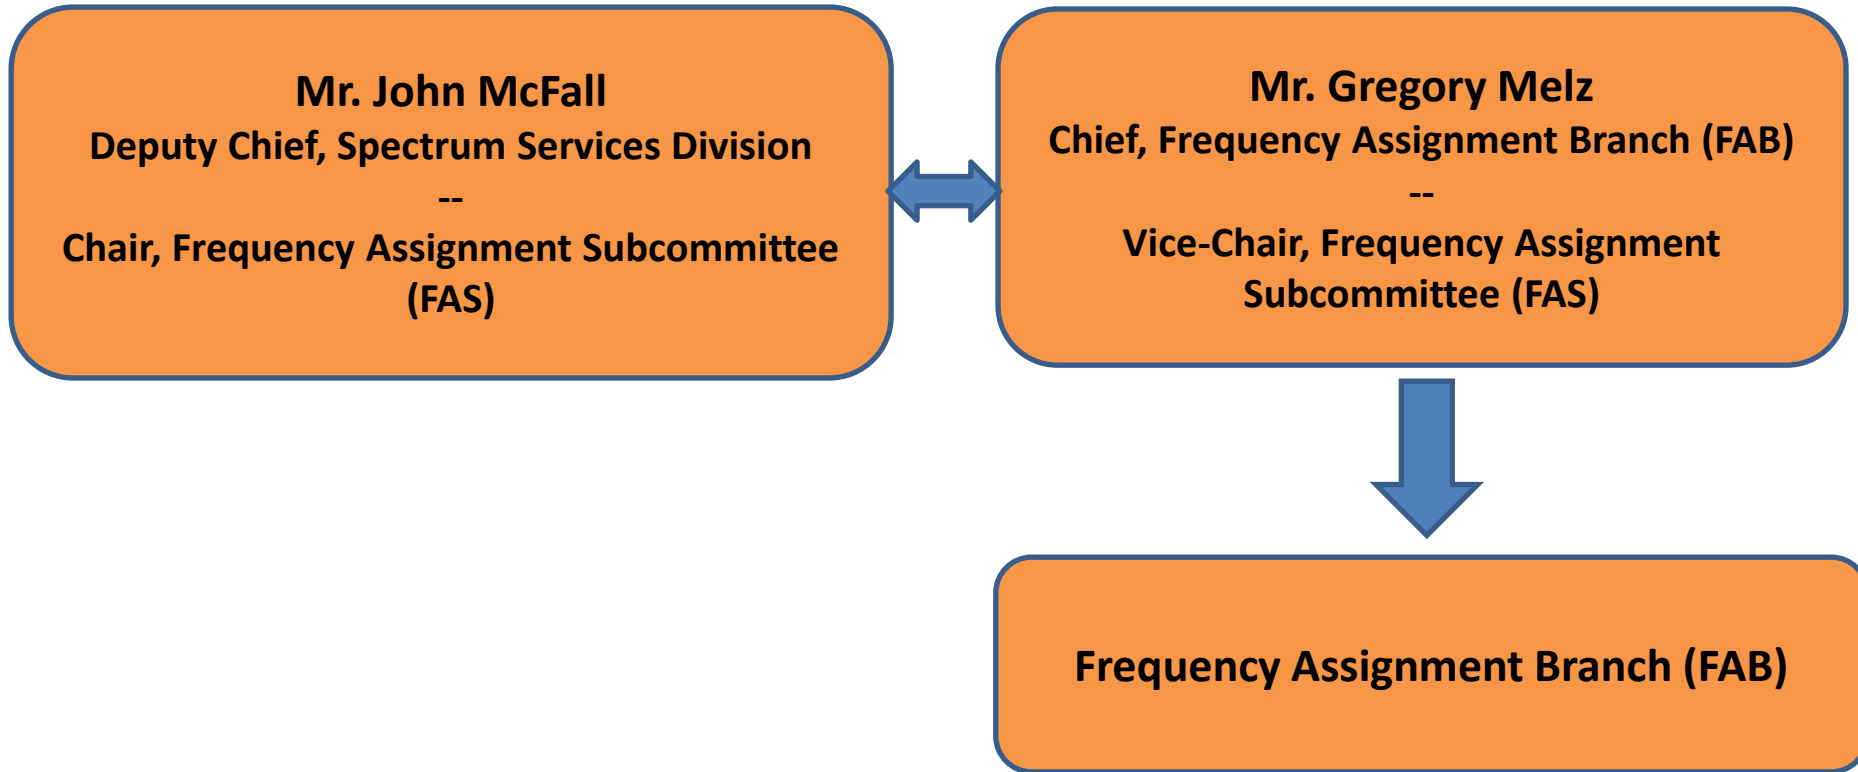 Mr. John McFall
Deputy Chief, Spectrum Services Division
--
Chair, Frequency Assignment Subcommittee
(FAS)
Mr. Gregory Melz
Chief, Frequency Assignment Branch (FAB)
--
Vice-Chair, Frequency Assignment
Subcommittee (FAS)
Frequency Assignment Branch (FAB)